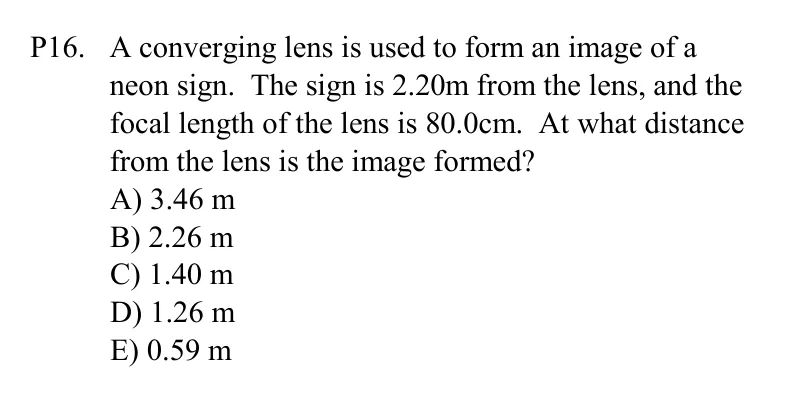 P16. A converging lens is used to form an image of a
neon sign. The sign is 2.20m from the lens, and the
focal length of the lens is 80.0cm. At what distance
from the lens is the image formed?
A) 3.46 m
B) 2.26 m
C) 1.40 m
D) 1.26 m
E) 0.59 m